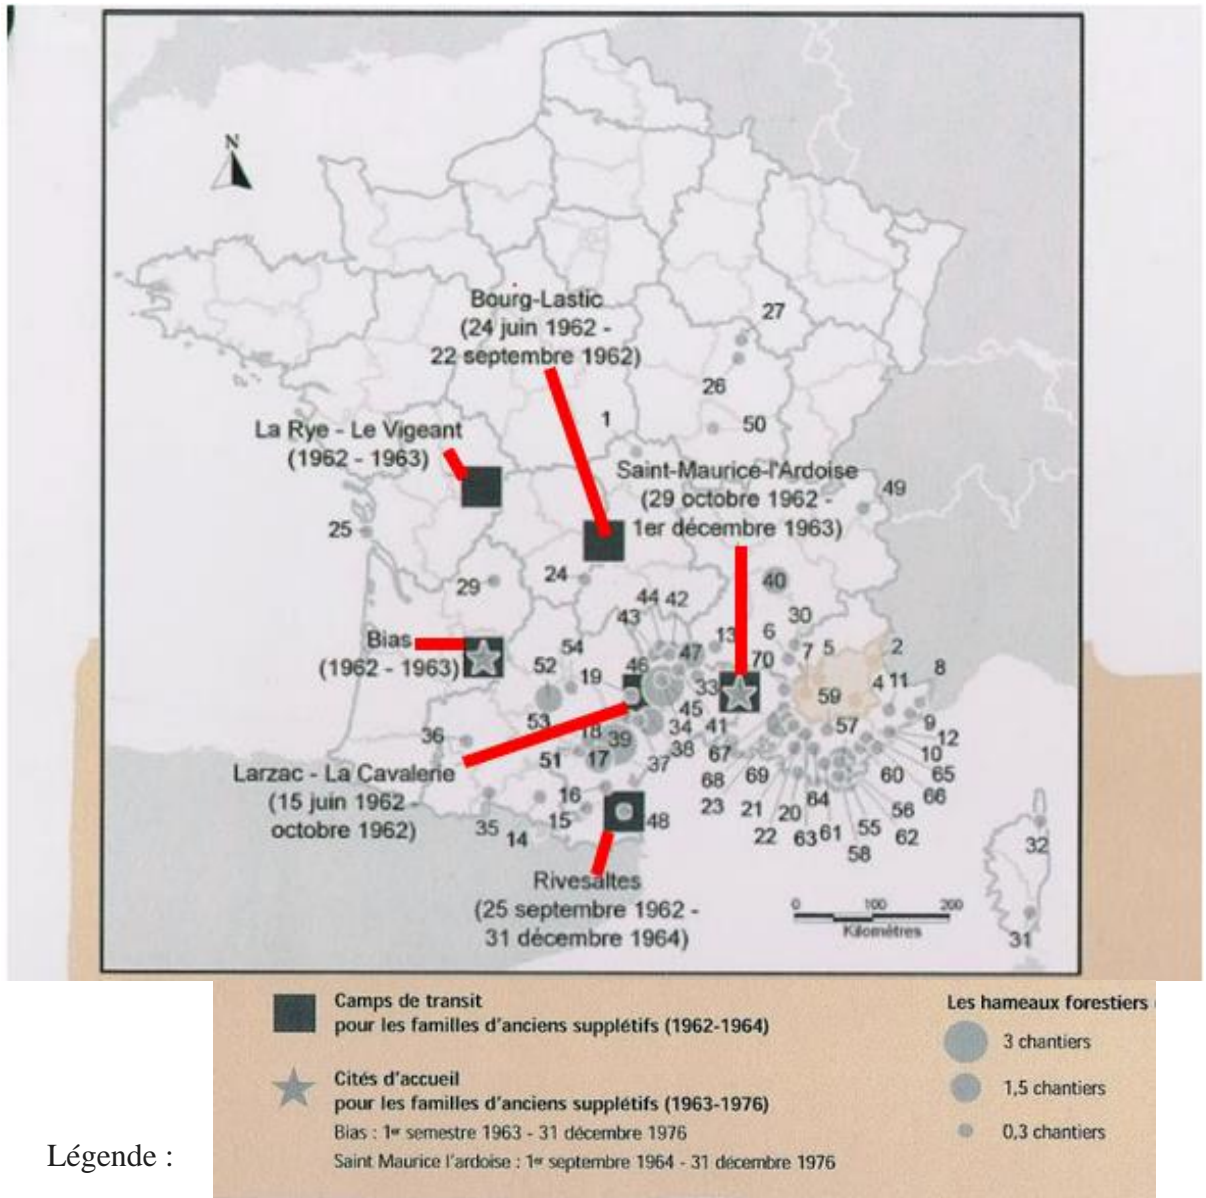 N
Bourg-Lastic
(24 juin 1962 -
22 septembre 1962)
27
26
1
50
La Rye - Le Vigeant
(1962 - 1963)
Saint-Maurice-l'Ardoise
(29 octobre 1962 -
1er décembre 1963)
49
25
29
24
40
44 42
43
30
13
6
Bias
(1962 - 1963)
54
52
19
46
47
70
7
5
2
8
33
59
4
11
53
18
39
45
34
41
57
9
12
36
51
17
38
67
10
Larzac - La Cavalerie
(15 juin 1962 -
octobre 1962)
37
68
69
60
65
66
16
23
21
20
64
56
35
14
15
48
22
63
61
55
62
58
32
Rivesaltes
(25 septembre 1962 -
31 décembre 1964)
0 100 200
Kilomètres
31
Camps de transit
pour les familles d'anciens supplétifs (1962-1964)
Cités d'accueil
pour les familles d'anciens supplétifs (1963-1976)
Bias : 1er semestre 1963 - 31 décembre 1976
Saint Maurice l'ardoise : 1er septembre 1964 - 31 décembre 1976
Les hameaux forestiers (
3 chantiers
1,5 chantiers
0,3 chantiers
Légende :